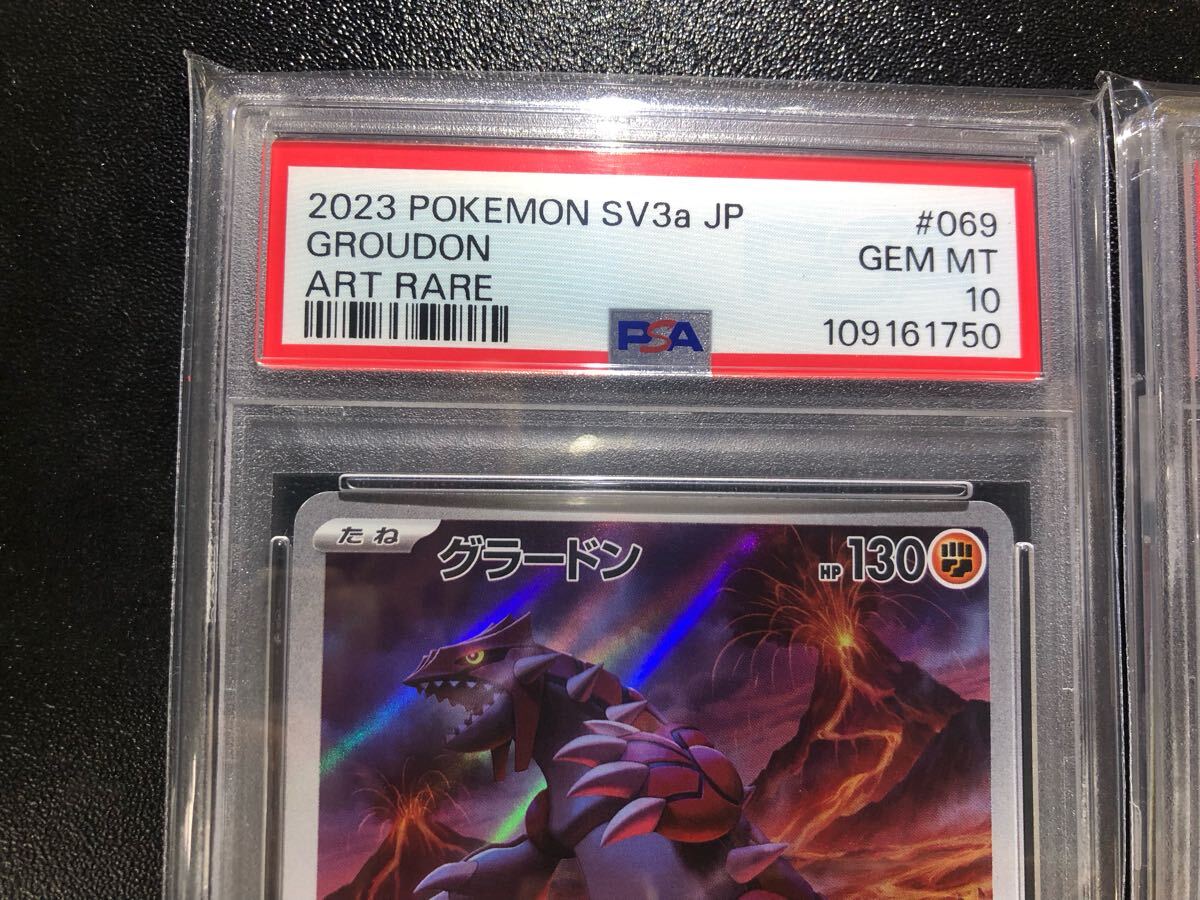 2023 POKEMON SV3a JP #069
GROUDON GEM MT
ART RARE 10
PSA 109161750
たね グラードン HP 130